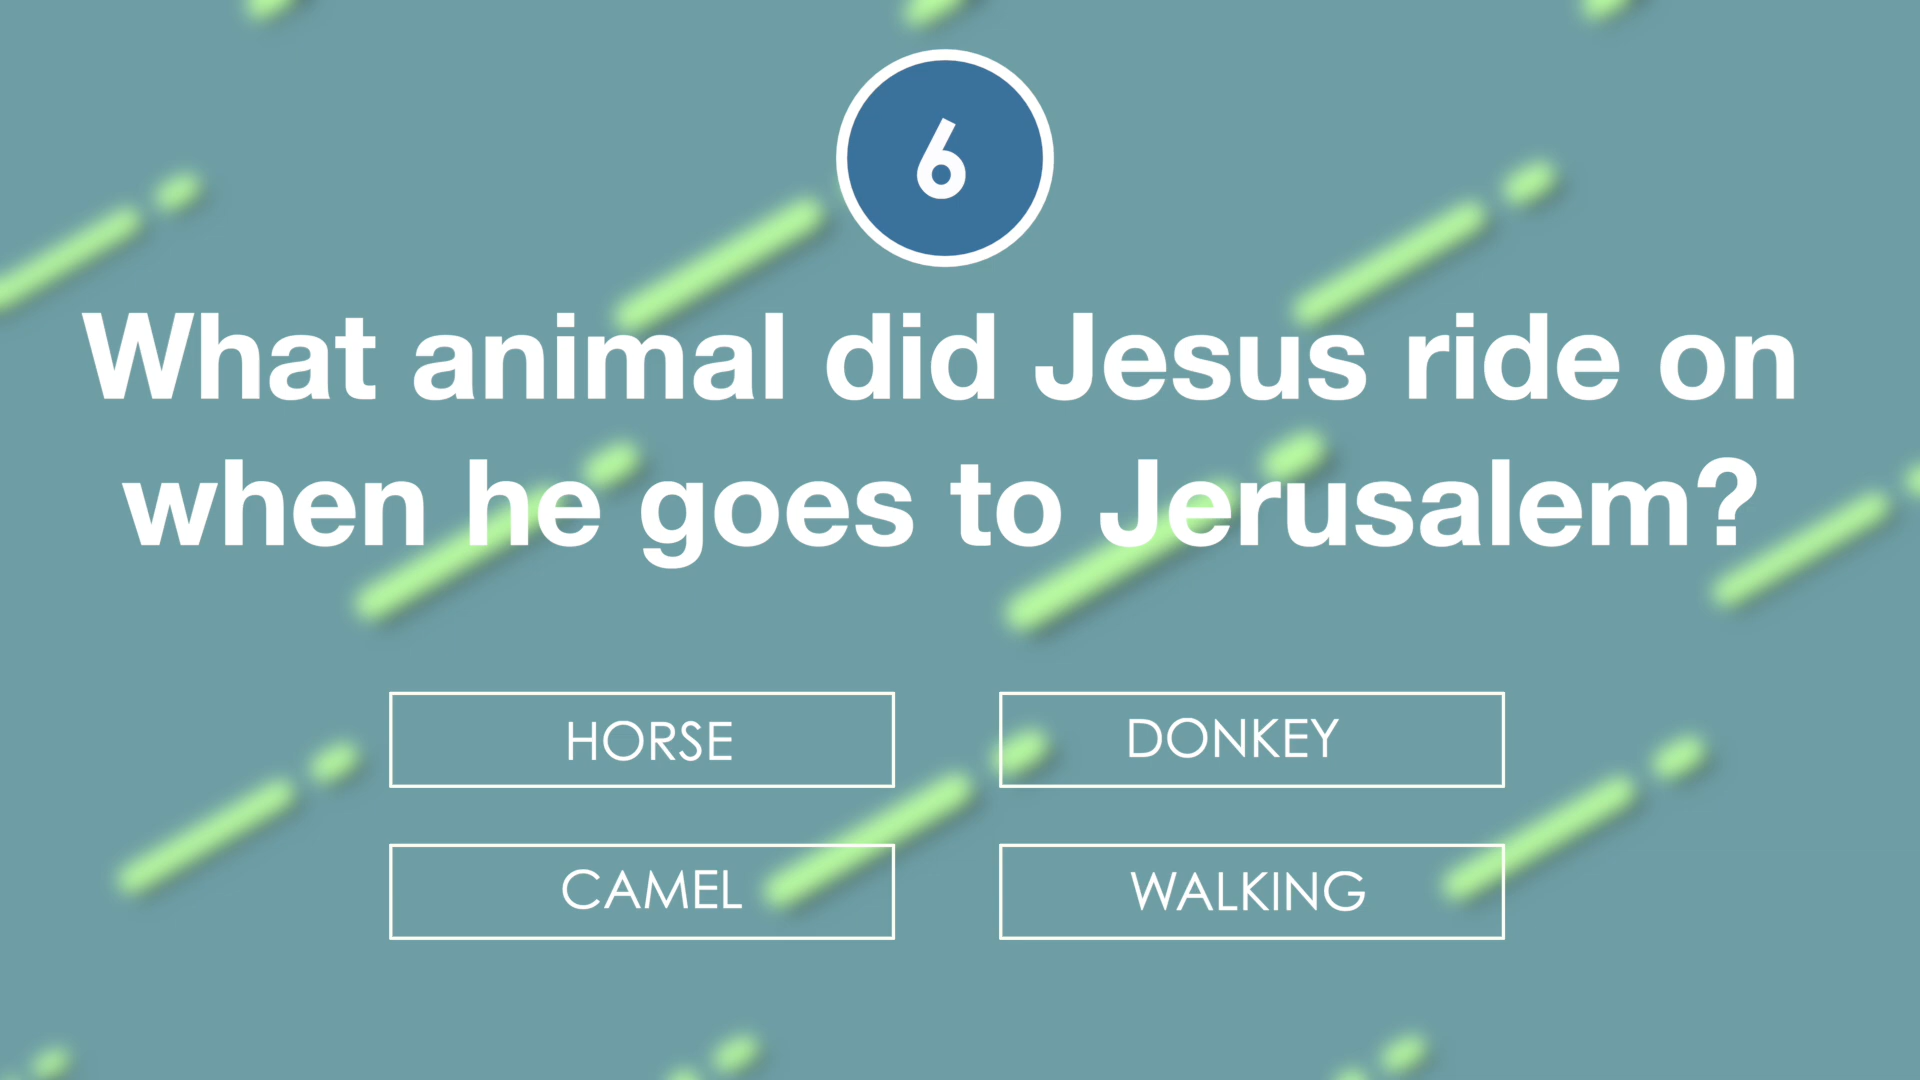 6
What animal did Jesus ride on
when he goes to Jerusalem?
HORSE
DONKEY
CAMEL
WALKING